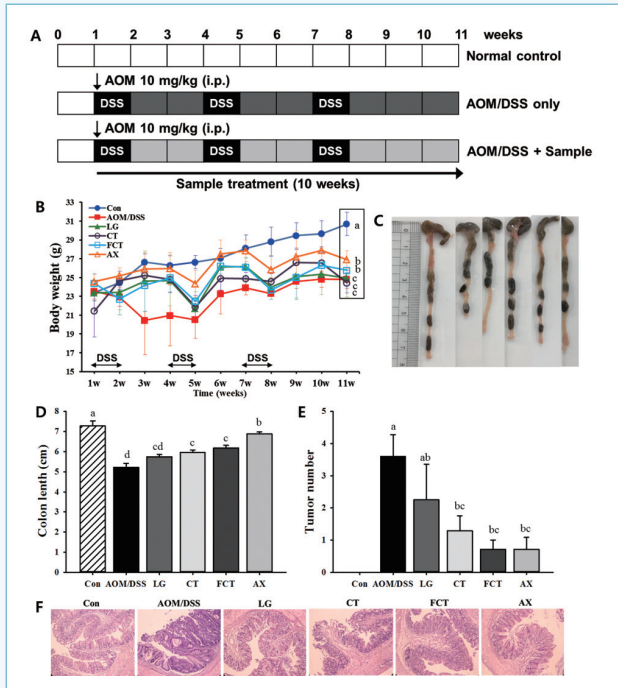 A
0 1 2 3 4 5 6 7 8 9 10 11 weeks
Normal control
AOM 10 mg/kg (i.p.)
DSS DSS DSS AOM/DSS only
AOM 10 mg/kg (i.p.)
DSS DSS DSS AOM/DSS + Sample
Sample treatment (10 weeks)
B
Con
AOM/DSS
LG
CT
FCT
AX
Body weight (g)
33
31
29
27
25
23
21
19
17
15
a
b
b
c
c
c
DSS DSS DSS
1w 2w 3w 4w 5w 6w 7w 8w 9w 10w 11w
Time (weeks)
C
D
Colon lenth (cm)
8
7
6
5
4
3
2
1
0
a d cd c c b
Con AOM/DSS LG CT FCT AX
E
Tumor number
5
4
3
2
1
0
a ab bc bc bc
Con AOM/DSS LG CT FCT AX
F
Con AOM/DSS LG CT FCT AX